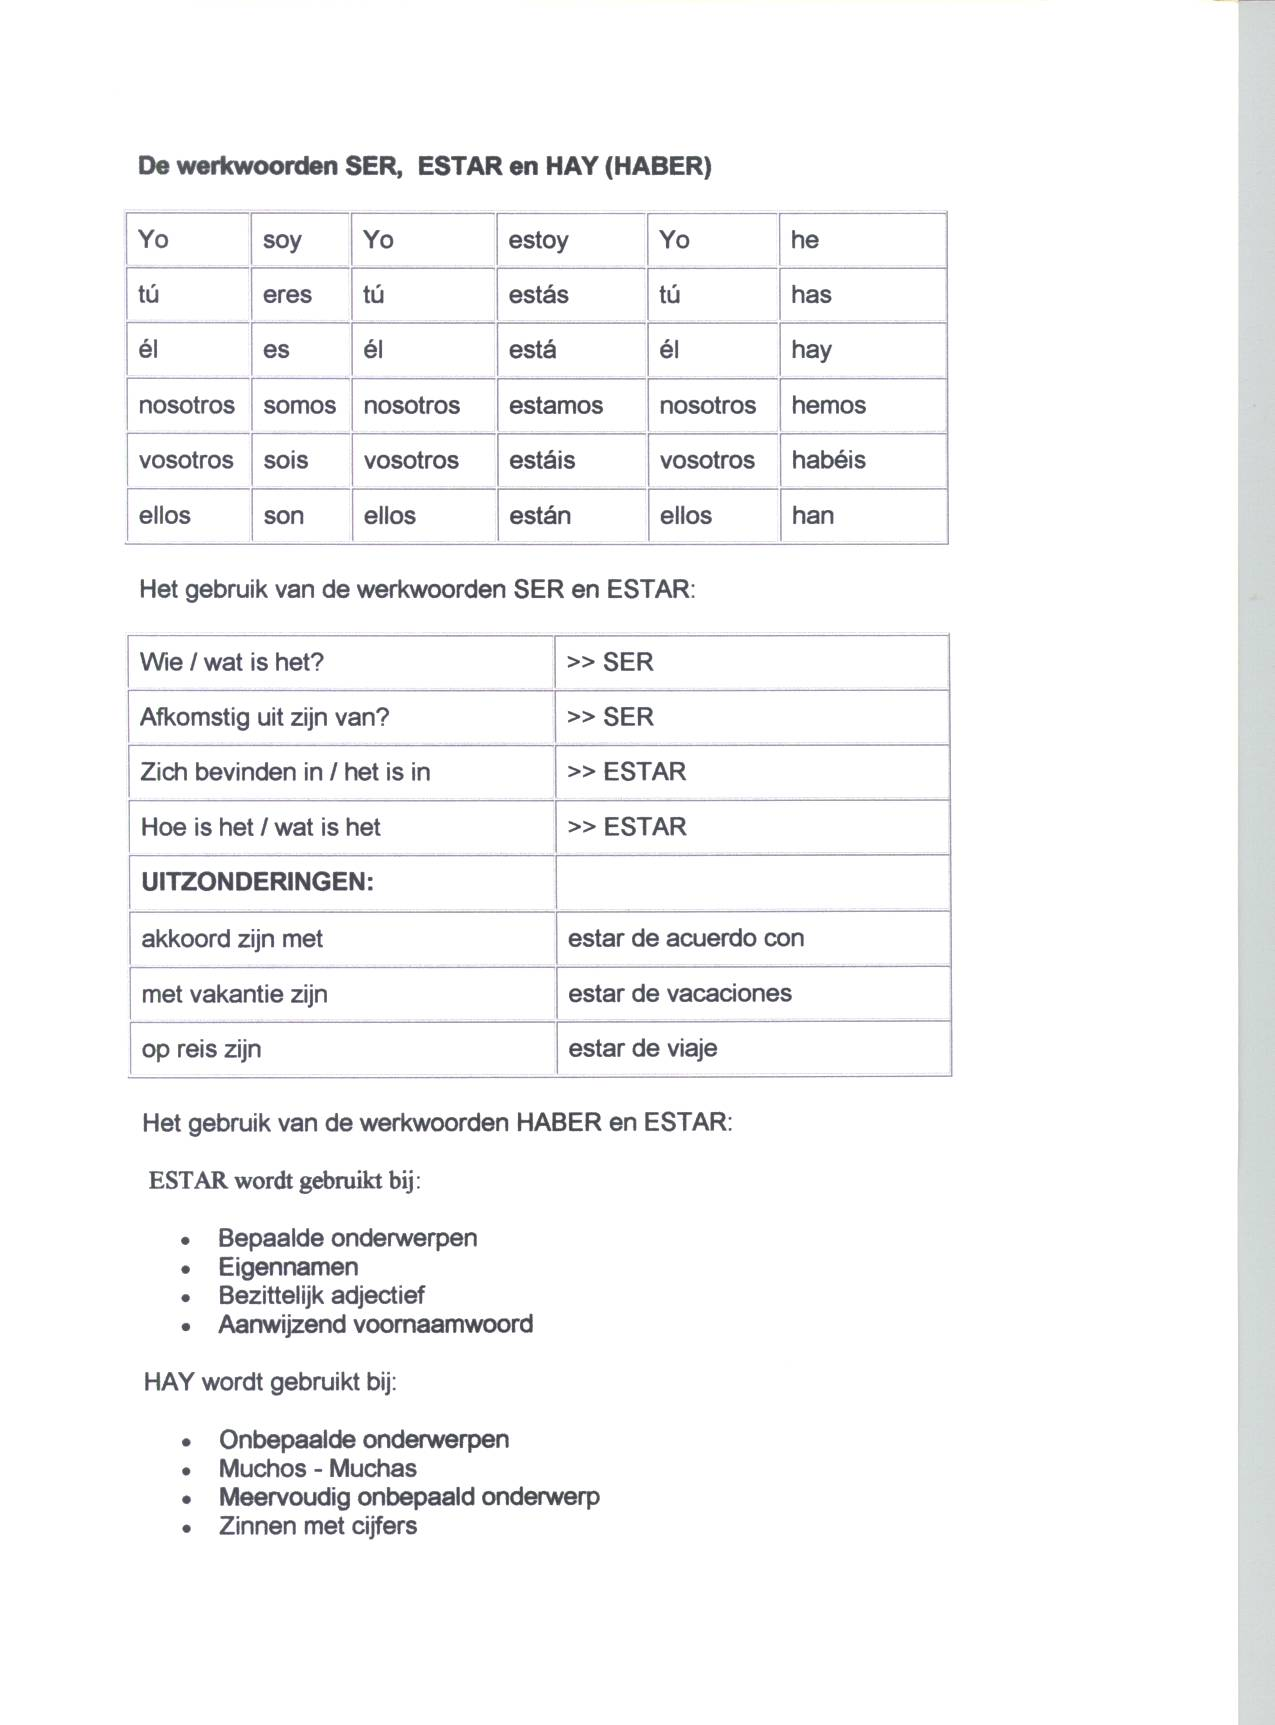 De werkwoorden SER, ESTAR en HAY (HABER)
Yo soy Yo estoy Yo he
tú eres tú estás tú has
él es él está él hay
nosotros somos nosotros estamos nosotros hemos
vosotros sois vosotros estáis vosotros habéis
ellos son ellos están ellos han
Het gebruik van de werkwoorden SER en ESTAR:
Wie / wat is het? >> SER
Afkomstig uit zijn van? >> SER
Zich bevinden in / het is in >> ESTAR
Hoe is het / wat is het >> ESTAR
UITZONDERINGEN:
akkoord zijn met estar de acuerdo con
met vakantie zijn estar de vacaciones
op reis zijn estar de viaje
Het gebruik van de werkwoorden HABER en ESTAR:
ESTAR wordt gebruikt bij:
• Bepaalde onderwerpen
• Eigennamen
• Bezittelijk adjectief
• Aanwijzend voornaamwoord
HAY wordt gebruikt bij:
• Onbepaalde onderwerpen
• Muchos - Muchas
• Meervoudig onbepaald onderwerp
• Zinnen met cijfers